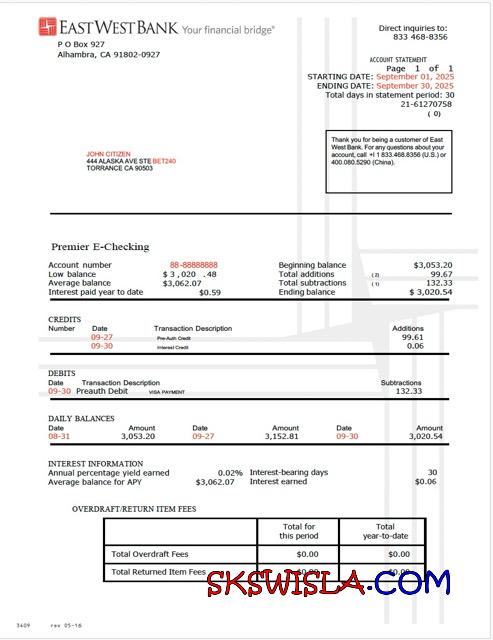 EASTWESTBANK Your financial bridge®
Direct inquiries to:
833 468-8356
P O Box 927
Alhambra, CA 91802-0927
ACCOUNT STATEMENT
Page 1 of 1
STARTING DATE: September 01, 2025
ENDING DATE: September 30, 2025
Total days in statement period: 30
21-61270758
( 0)
Thank you for being a customer of East
West Bank. For any questions about your
account, call +l 1 833.468.8356 (U.S.) or
400.080.5290 (China).
JOHN CITIZEN
444 ALASKA AVE STE BET240
TORRANCE CA 90503
Premier E-Checking
Account number 88-88888888 Beginning balance $3,053.20
Low balance $3,020 .48 Total additions (2) 99.67
Average balance $3,062.07 Total subtractions (1) 132.33
Interest paid year to date $0.59 Ending balance $ 3,020.54
CREDITS
Number Date Transaction Description Additions
09-27 Pre-Auth Credit 99.61
09-30 Interest Credit 0.06
DEBITS
Date Transaction Description Subtractions
09-30 Preauth Debit VISA PAYMENT 132.33
DAILY BALANCES
Date Amount Date Amount Date Amount
08-31 3,053.20 09-27 3,152.81 09-30 3,020.54
INTEREST INFORMATION
Annual percentage yield earned 0.02% Interest-bearing days 30
Average balance for APY $3,062.07 Interest earned $0.06
OVERDRAFT/RETURN ITEM FEES
Total for this period Total year-to-date
Total Overdraft Fees $0.00 $0.00
Total Returned Item Fees $0.00 $0.00
SKSWISLA.COM
3409 rev 05-16